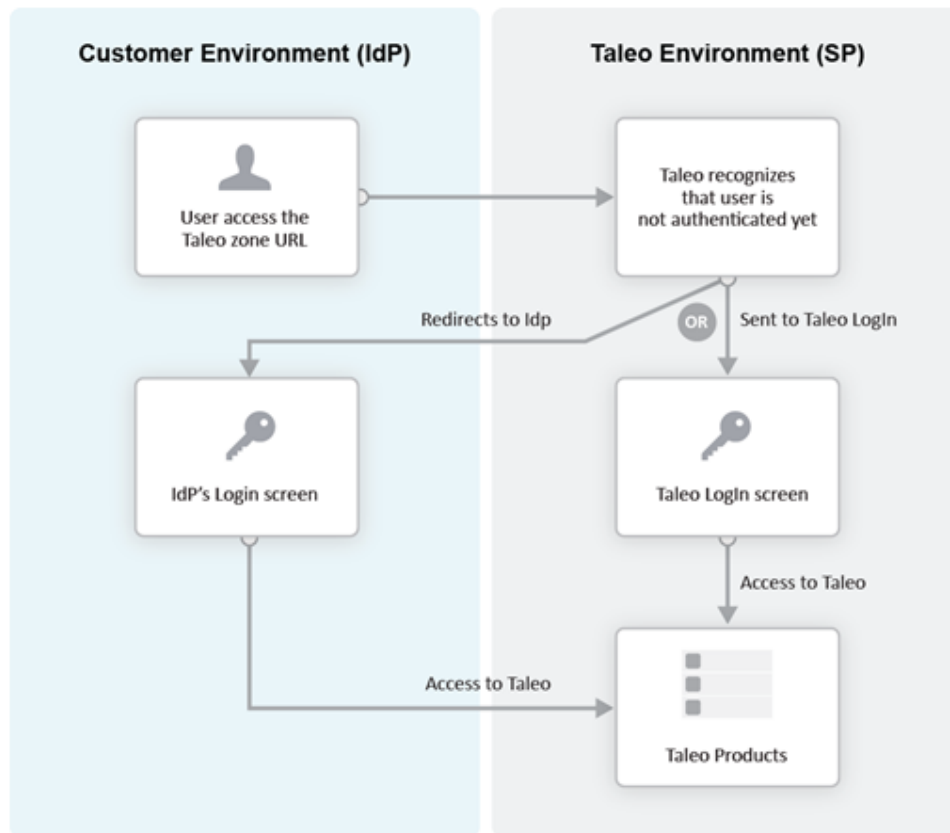 Customer Environment (IdP)
Taleo Environment (SP)
User access the
Taleo zone URL
Taleo recognizes
that user is
not authenticated yet
Redirects to Idp
OR
Sent to Taleo LogIn
IdP's Login screen
Taleo LogIn screen
Access to Taleo
Access to Taleo
Taleo Products